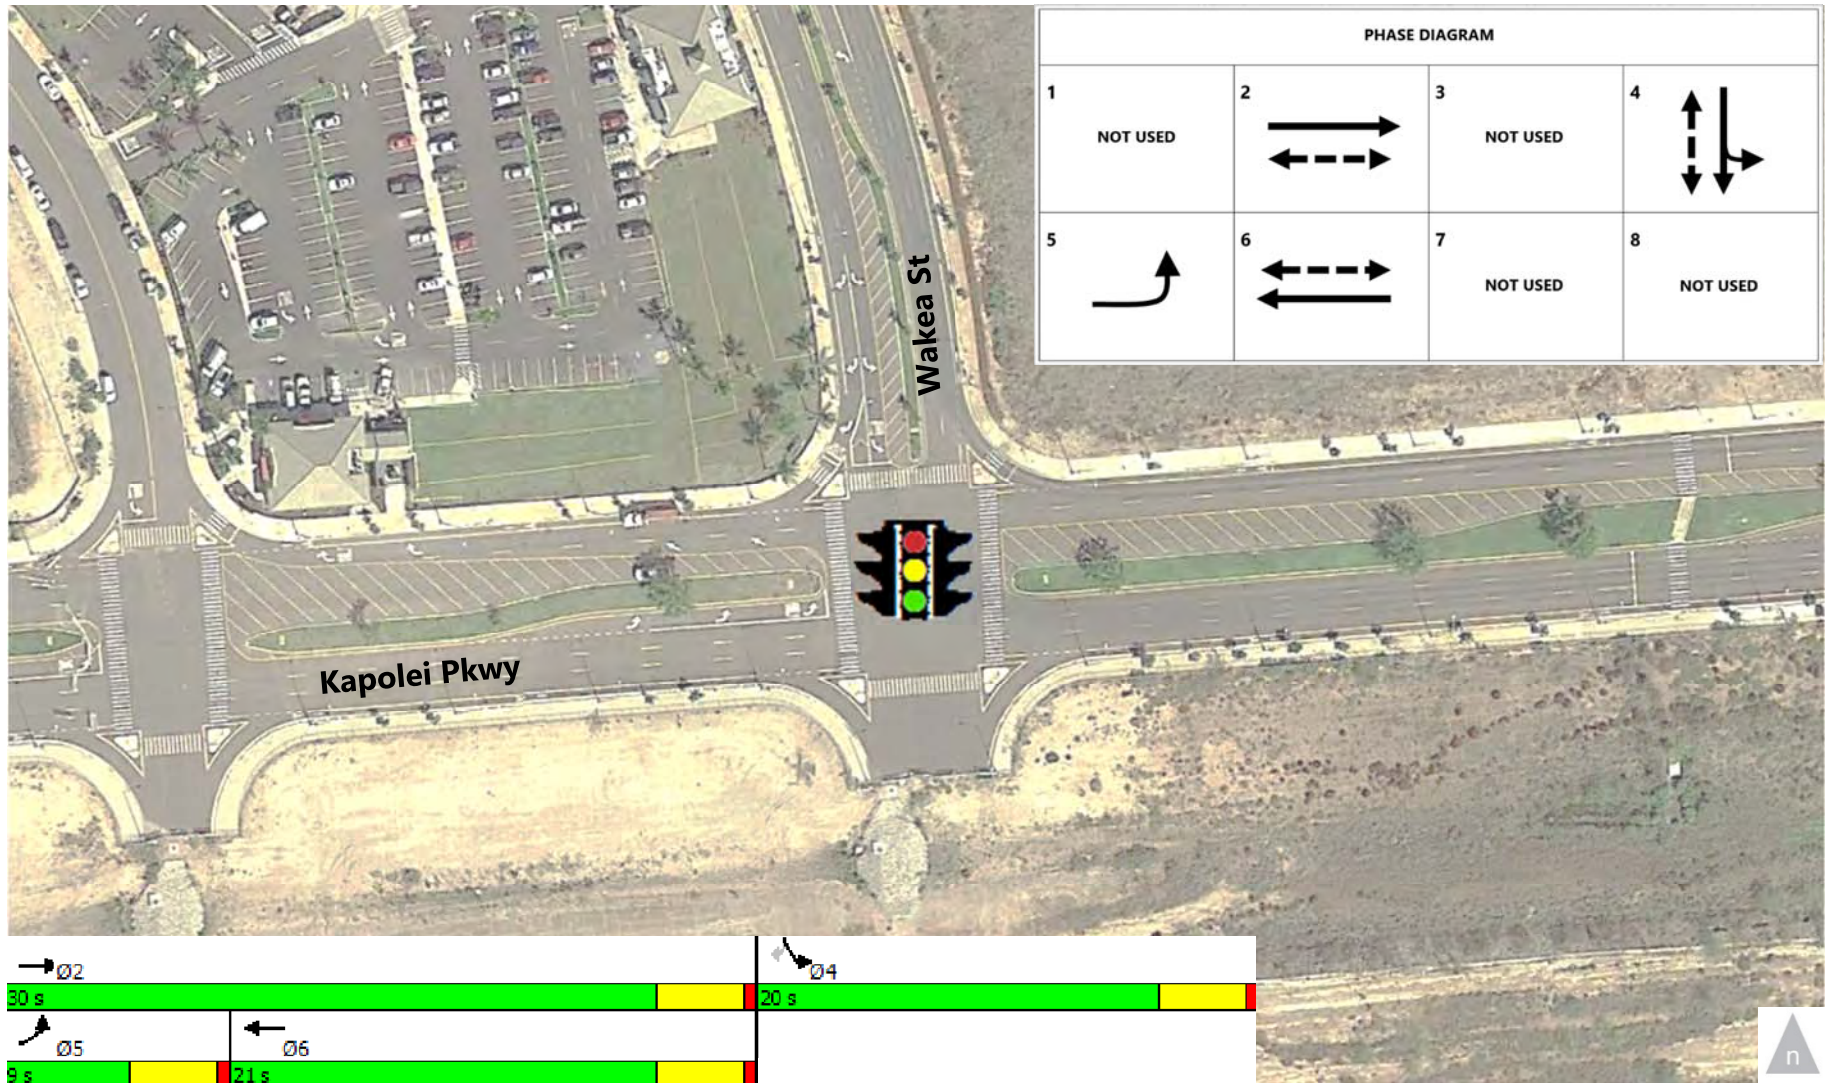 PHASE DIAGRAM
1
2
3
4
NOT USED
NOT USED
5
6
7
8
NOT USED
NOT USED
Wakea St
Kapolei Pkwy
Ø2
Ø4
30 s
20 s
Ø5
Ø6
9 s
21 s
n